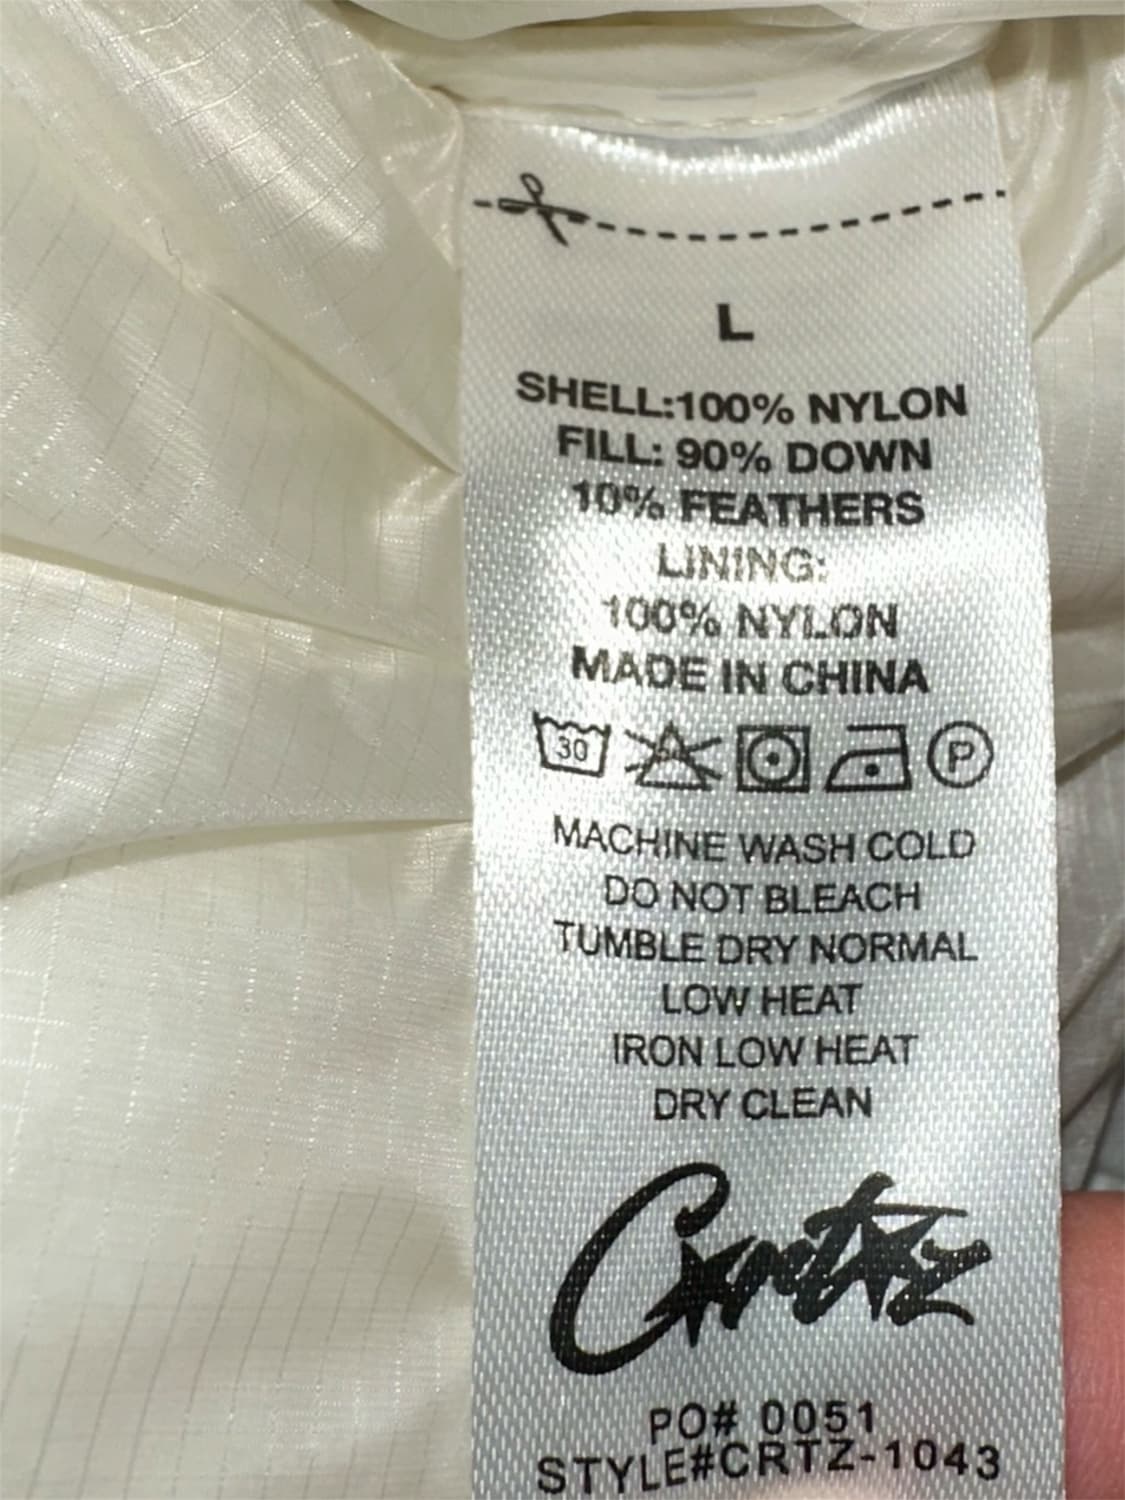 L
SHELL:100% NYLON
FILL: 90% DOWN
10% FEATHERS
LINING:
100% NYLON
MADE IN CHINA
30 P
MACHINE WASH COLD
DO NOT BLEACH
TUMBLE DRY NORMAL
LOW HEAT
IRON LOW HEAT
DRY CLEAN
Crtz
PO# 0051
STYLE#CRTZ-1043